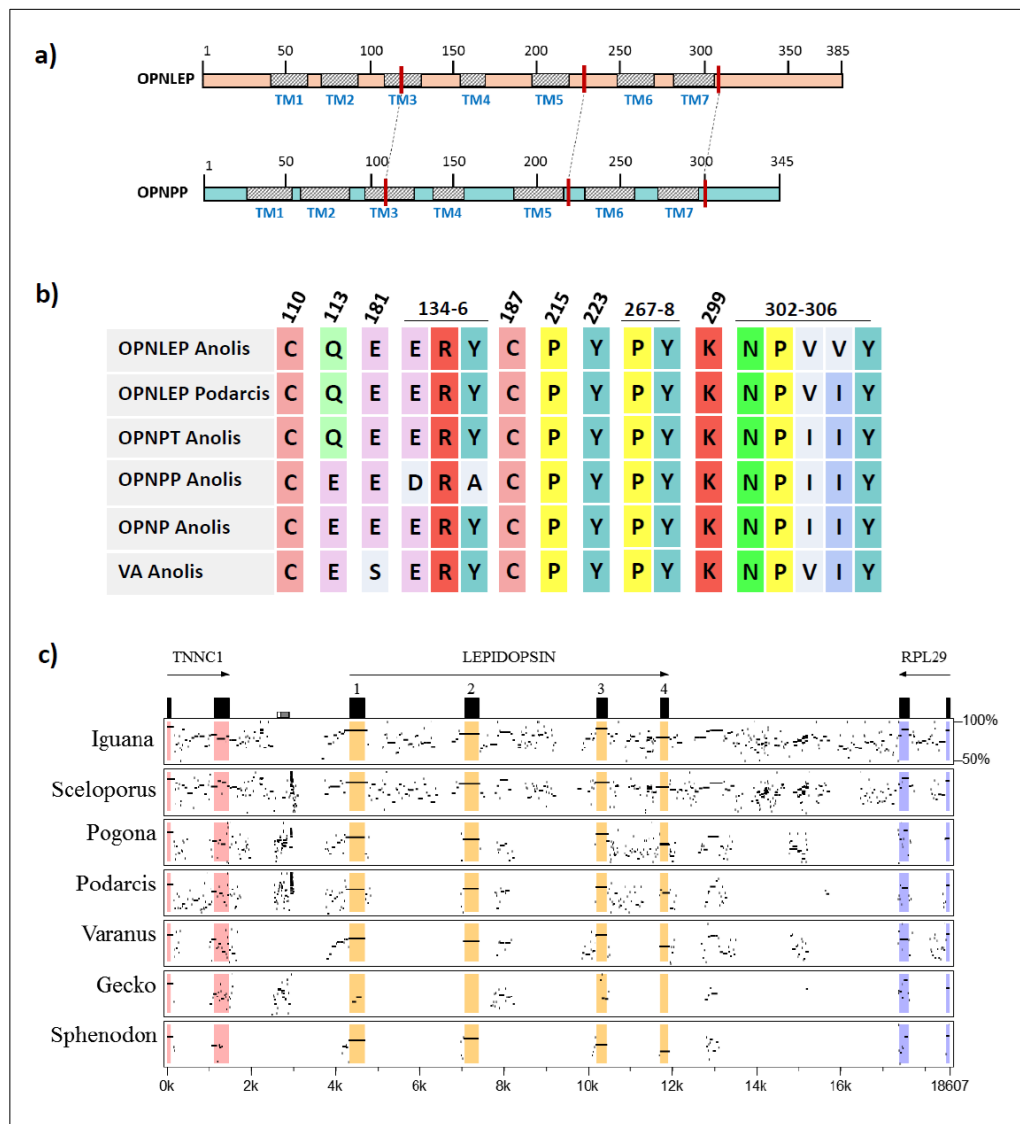 a)
1 50 100 150 200 250 300 350 385
OPNLEP
TM1 TM2 TM3 TM4 TM5 TM6 TM7
1 50 100 150 200 250 300 345
OPNPP
TM1 TM2 TM3 TM4 TM5 TM6 TM7
b)
110 113 181 134-6 187 215 223 267-8 299 302-306
OPNLEP Anolis C Q E E R Y C P Y P Y K N P V V Y
OPNLEP Podarcis C Q E E R Y C P Y P Y K N P V I Y
OPNPT Anolis C Q E E R Y C P Y P Y K N P I I Y
OPNPP Anolis C E E D R A C P Y P Y K N P I I Y
OPNP Anolis C E E E R Y C P Y P Y K N P I I Y
VA Anolis C E S E R Y C P Y P Y K N P V I Y
c)
TNNC1 LEPIDOPSIN RPL29
1 2 3 4
Iguana 100% 50%
Sceloporus
Pogona
Podarcis
Varanus
Gecko
Sphenodon
0k 2k 4k 6k 8k 10k 12k 14k 16k 18607